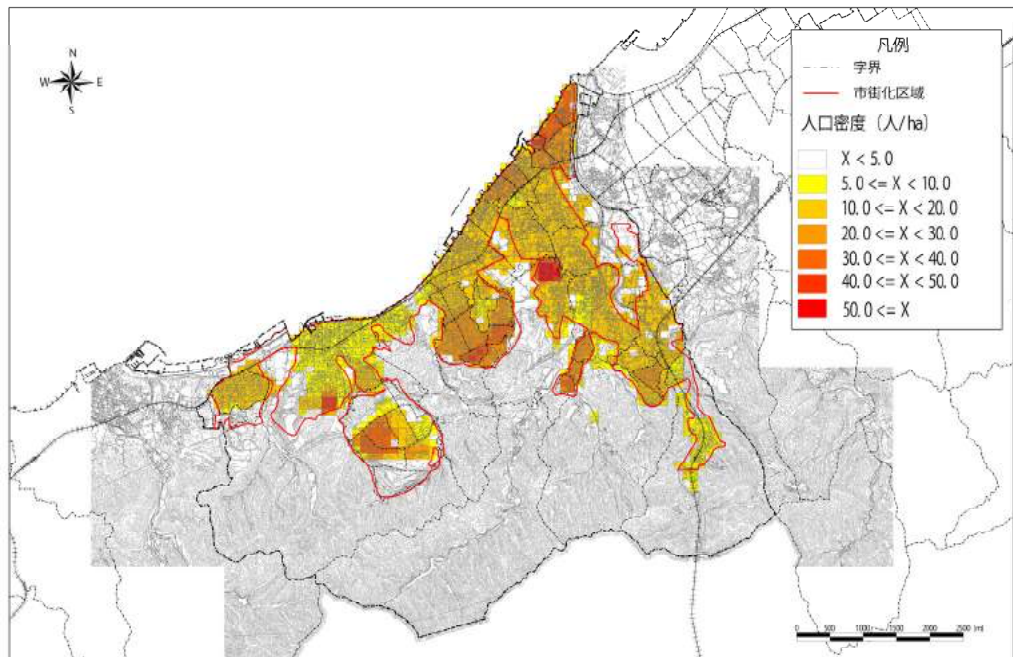 N
W E
S
凡例
字界
市街化区域
人口密度（人/ha）
X < 5.0
5.0 <= X < 10.0
10.0 <= X < 20.0
20.0 <= X < 30.0
30.0 <= X < 40.0
40.0 <= X < 50.0
50.0 <= X
0 500 1000 1500 2000 2500 (m)